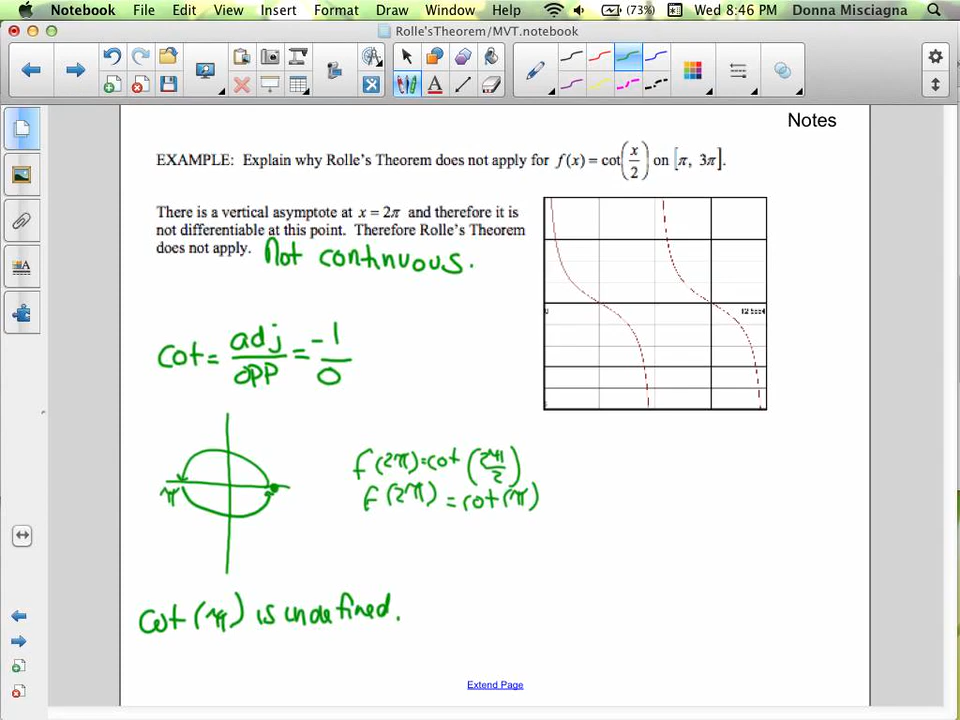 Notebook File Edit View Insert Format Draw Window Help (73%) Wed 8:46 PM Donna Misciagna
Rolle'sTheorem/MVT.notebook
Notes
EXAMPLE: Explain why Rolle's Theorem does not apply for f(x) = cot(x/2) on [π, 3π].
There is a vertical asymptote at x = 2π and therefore it is
not differentiable at this point. Therefore Rolle's Theorem
does not apply. Not continuous.
cot = adj/opp = -1/0
π
f(2π)=cot(2π/2)
f(2π) = cot(π)
cot(π) is undefined.
Extend Page